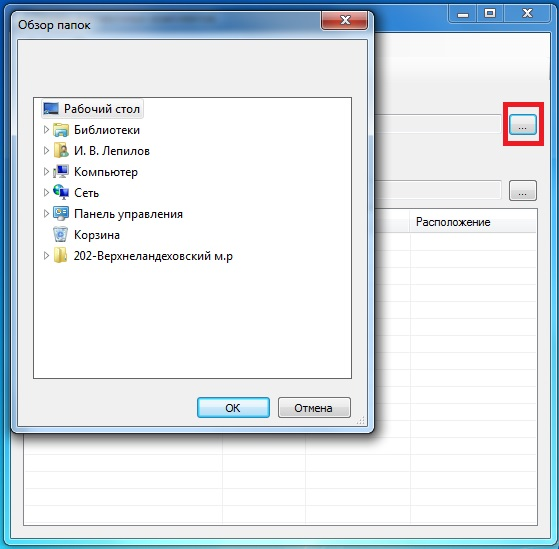 Обзор папок
Рабочий стол
...
Библиотеки
И. В. Лепилов
Компьютер
Сеть
...
Панель управления
Расположение
Корзина
202-Верхнеландеховский м.р
OK
Отмена